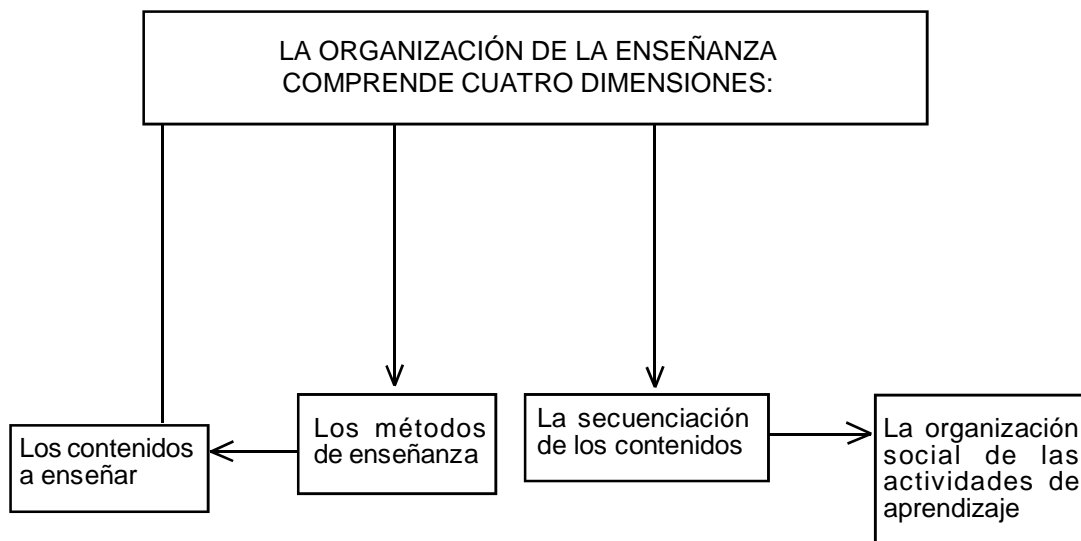 LA ORGANIZACIÓN DE LA ENSEÑANZA
COMPRENDE CUATRO DIMENSIONES:
Los contenidos
a enseñar
Los métodos
de enseñanza
La secuenciación
de los contenidos
La organización
social de las
actividades de
aprendizaje